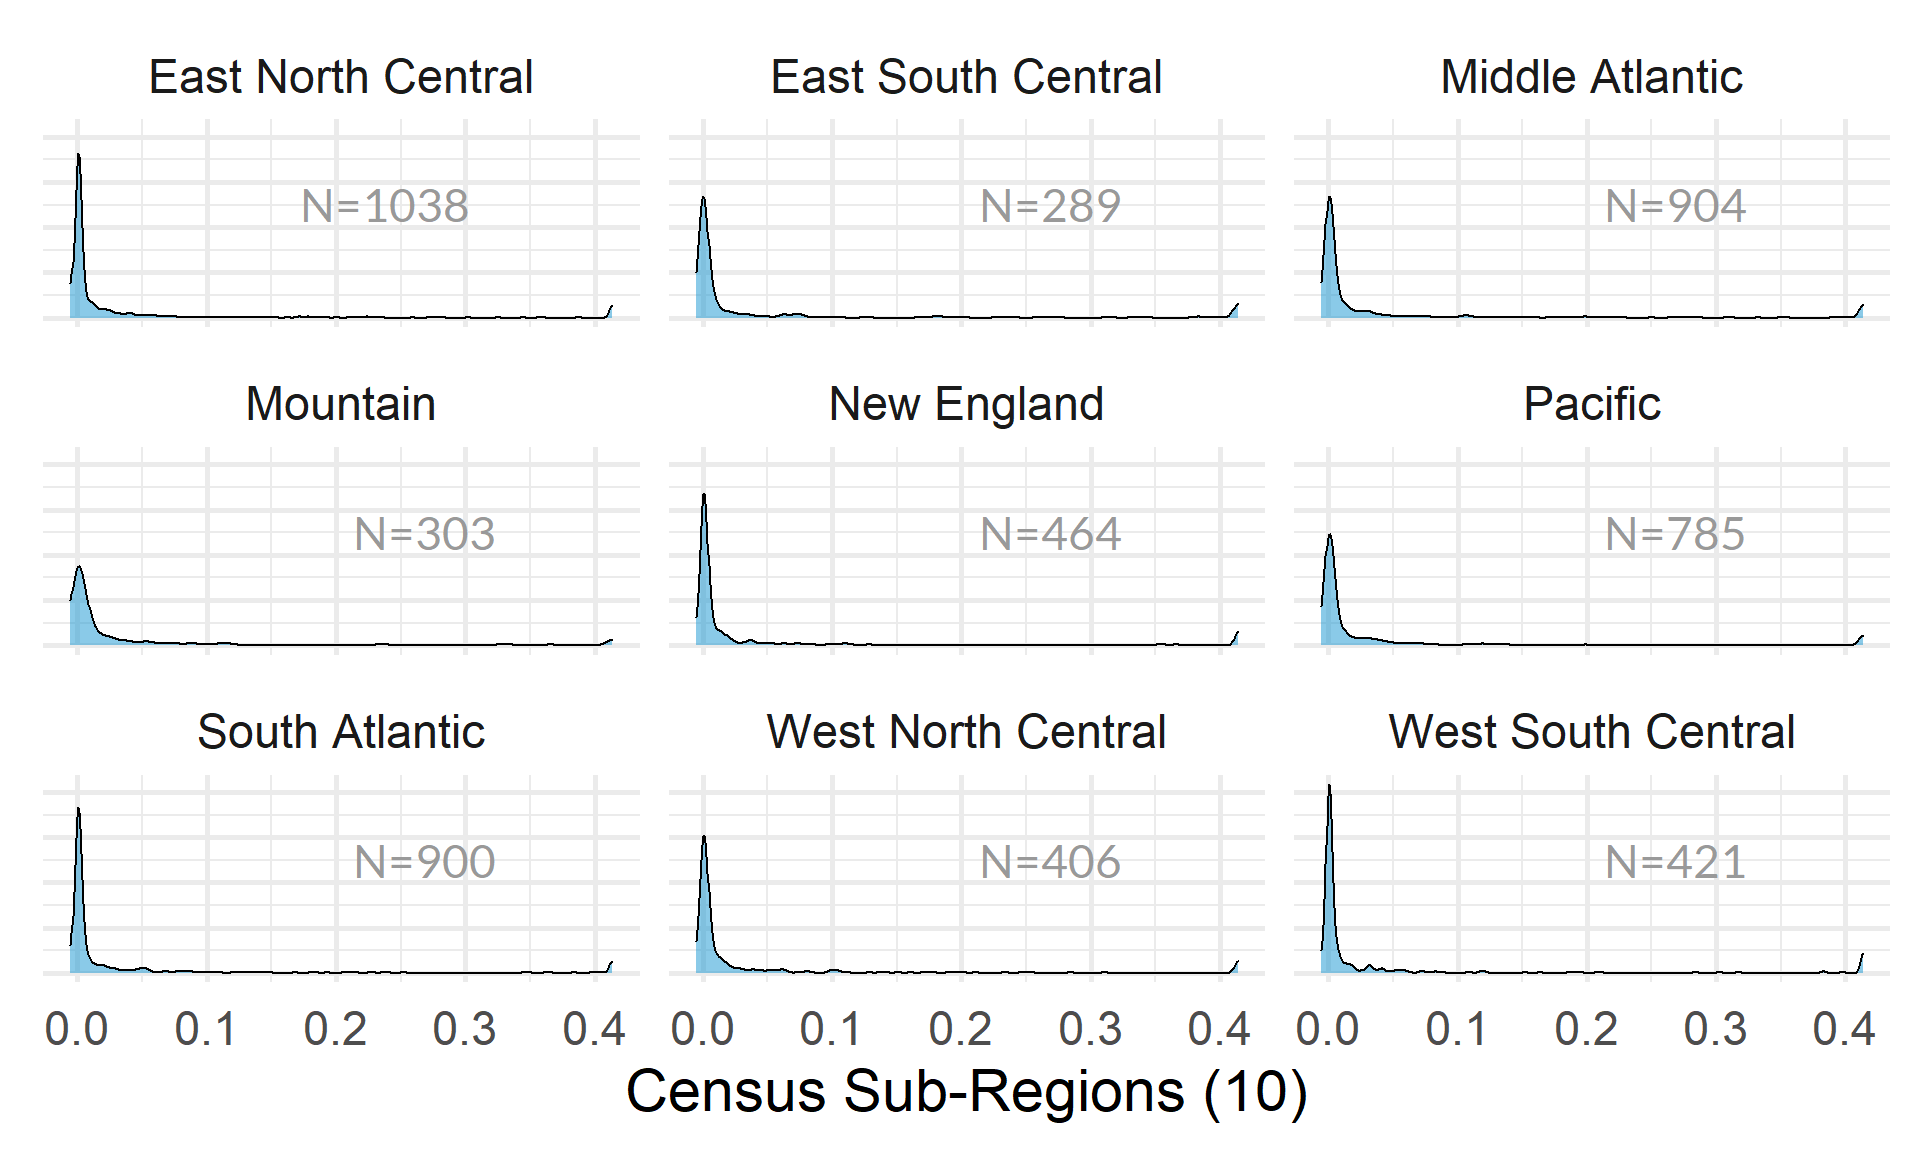 East North Central East South Central Middle Atlantic
N=1038 N=289 N=904
Mountain New England Pacific
N=303 N=464 N=785
South Atlantic West North Central West South Central
N=900 N=406 N=421
0.0 0.1 0.2 0.3 0.4 0.0 0.1 0.2 0.3 0.4 0.0 0.1 0.2 0.3 0.4
Census Sub-Regions (10)